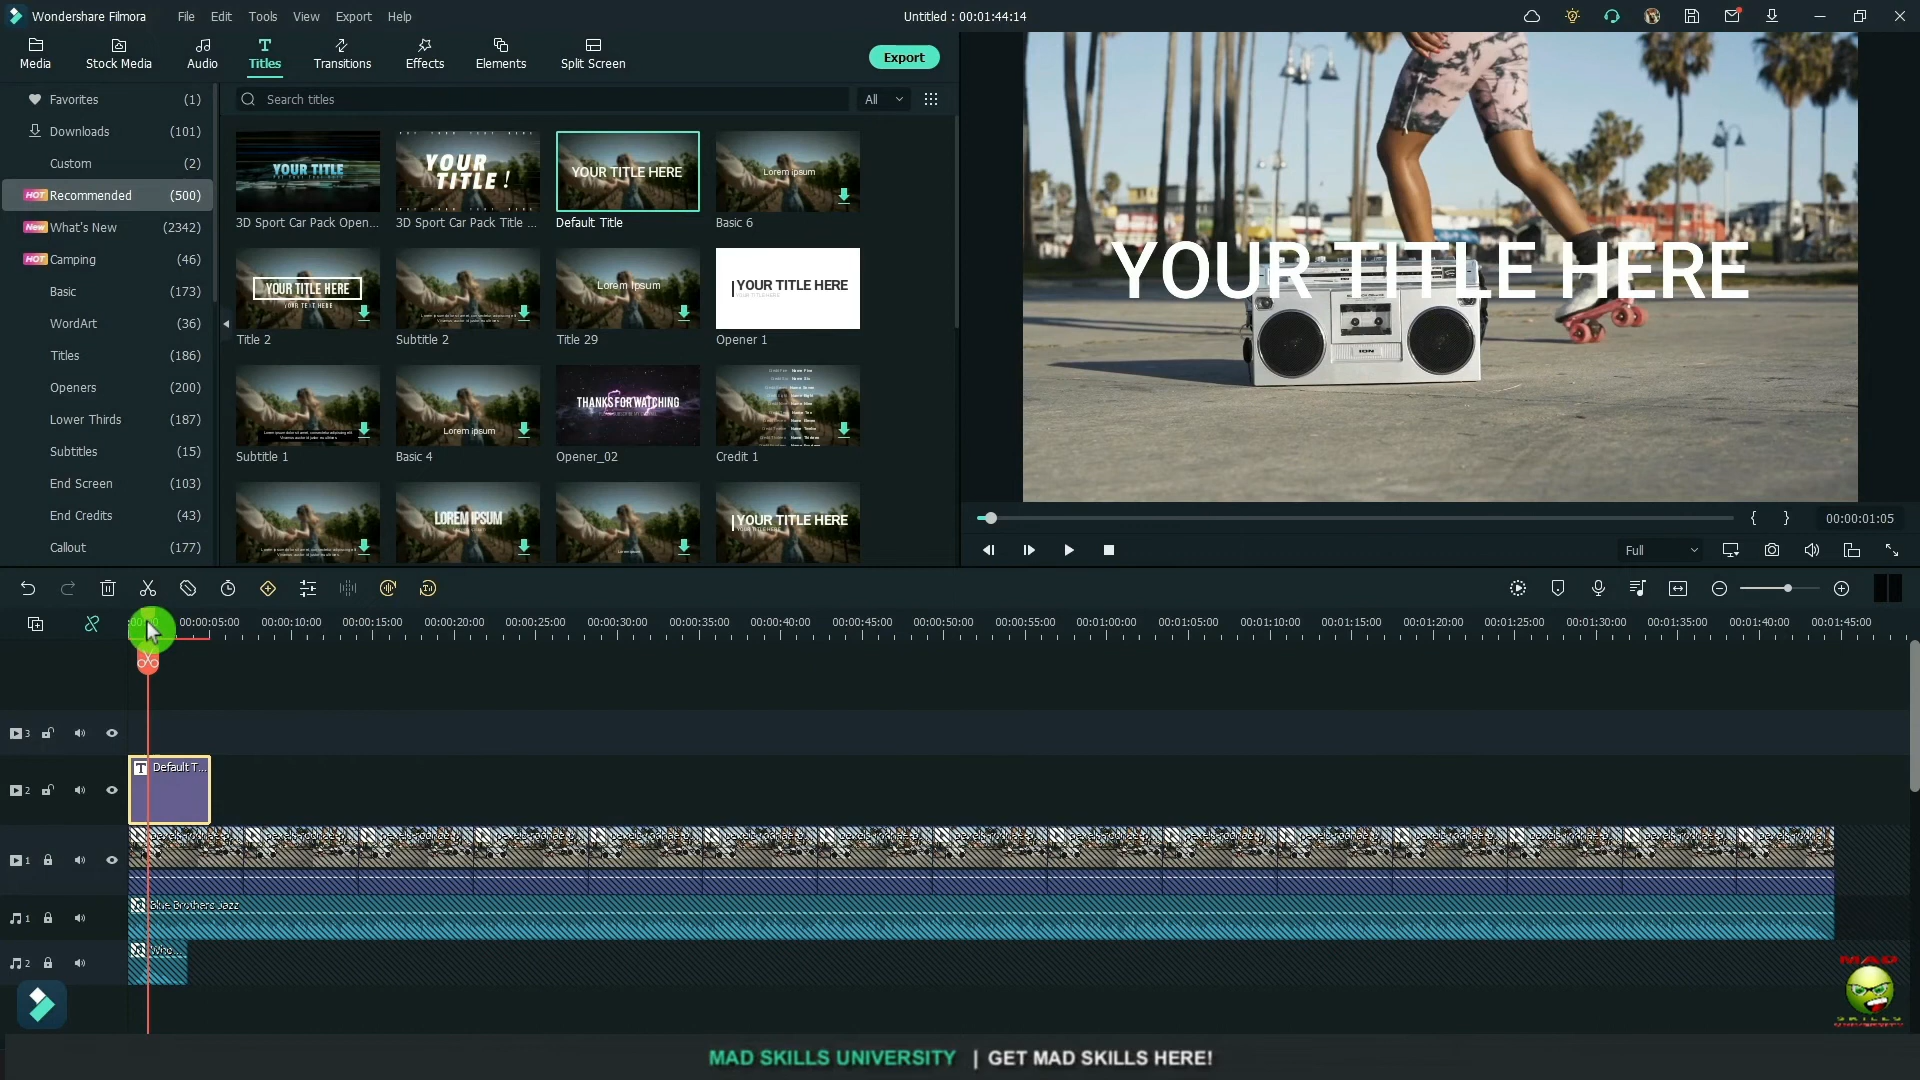 Wondershare Filmora File Edit Tools View Export Help
Untitled : 00:01:44:14
Media Stock Media Audio Titles Transitions Effects Elements Split Screen
Export
Favorites (1)
Downloads (101)
Custom (2)
HOT Recommended (500)
New What's New (2342)
HOT Camping (46)
Basic (173)
WordArt (36)
Titles (186)
Openers (200)
Lower Thirds (187)
Subtitles (15)
End Screen (103)
End Credits (43)
Callout (177)
Search titles
All
YOUR TITLE
YOUR TITLE !
YOUR TITLE HERE
Lorem ipsum
3D Sport Car Pack Open...
3D Sport Car Pack Title ...
Default Title
Basic 6
YOUR TITLE HERE
Lorem Ipsum
YOUR TITLE HERE
Title 2
Subtitle 2
Title 29
Opener 1
Lorem ipsum
THANKS FOR WATCHING
Subtitle 1
Basic 4
Opener_02
Credit 1
LOREM IPSUM
YOUR TITLE HERE
YOUR TITLE HERE
ION
{ } 00:00:01:05
Full
00:00:05:00 00:00:10:00 00:00:15:00 00:00:20:00 00:00:25:00 00:00:30:00 00:00:35:00 00:00:40:00 00:00:45:00 00:00:50:00 00:00:55:00 00:01:00:00 00:01:05:00 00:01:10:00 00:01:15:00 00:01:20:00 00:01:25:00 00:01:30:00 00:01:35:00 00:01:40:00 00:01:45:00
3
2
T Default T...
1
1
Blue Brothers Jazz
2
Who...
MAD
SKILLS
MAD SKILLS UNIVERSITY | GET MAD SKILLS HERE!